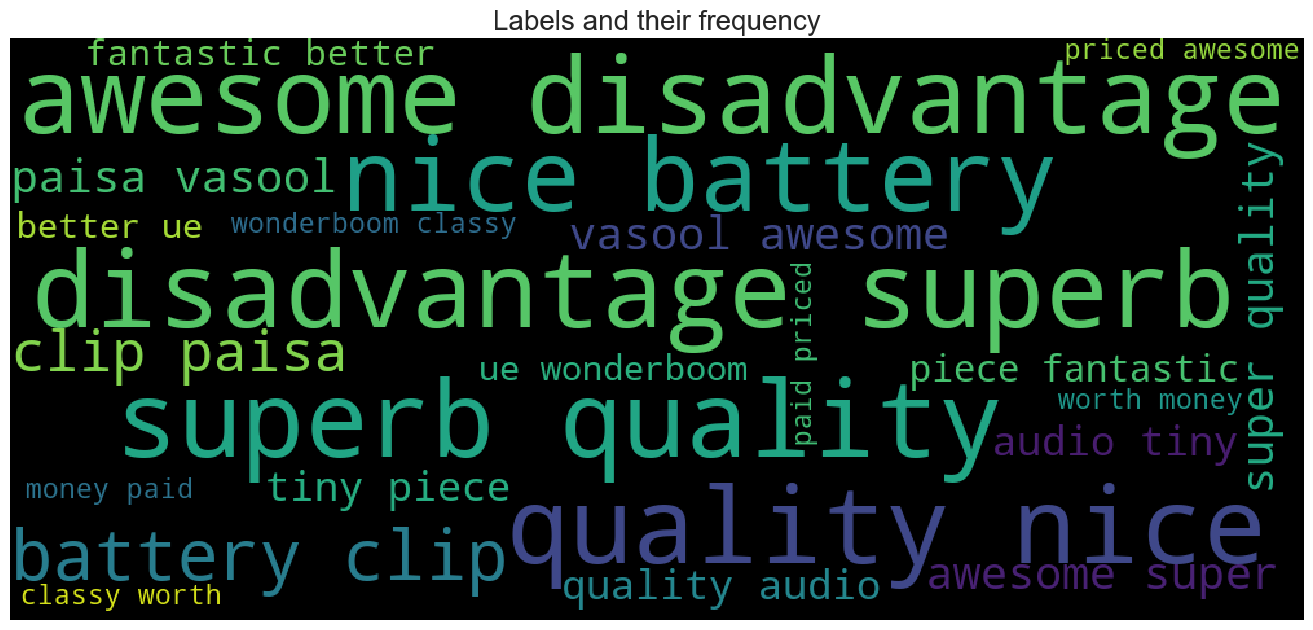 Labels and their frequency
fantastic better
priced awesome
awesome disadvantage
nice battery
paisa vasool
super quality
better ue
wonderboom classy
vasool awesome
disadvantage superb
paid priced
clip paisa
ue wonderboom
piece fantastic
superb quality
worth money
audio tiny
money paid
tiny piece
quality nice
battery clip
awesome super
quality audio
classy worth